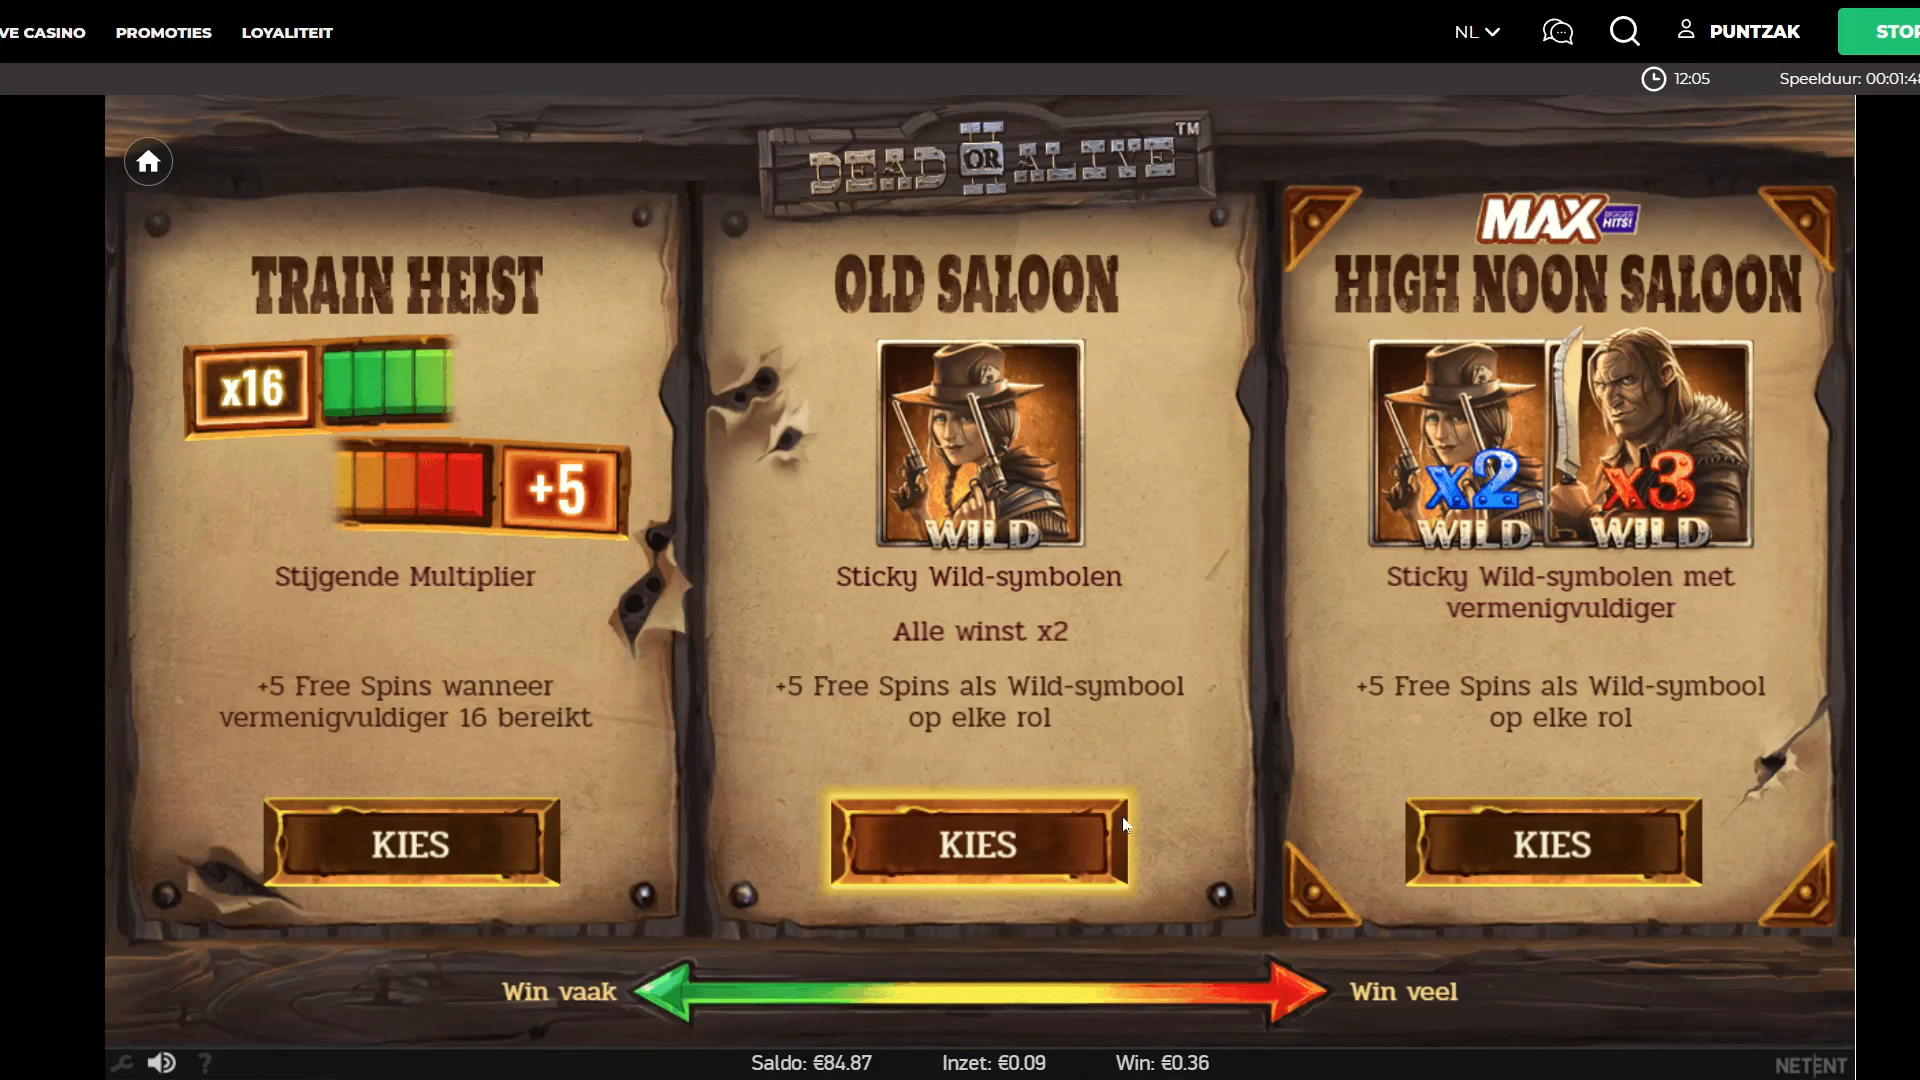 VE CASINO PROMOTIES LOYALITEIT NL PUNTZAK STOP
12:05 Speelduur: 00:01:48
DEAD OR ALIVE™
TRAIN HEIST
x16
+5
Stijgende Multiplier
+5 Free Spins wanneer
vermenigvuldiger 16 bereikt
KIES
OLD SALOON
WILD
Sticky Wild-symbolen
Alle winst x2
+5 Free Spins als Wild-symbool
op elke rol
KIES
MAX BIGGER HITS!
HIGH NOON SALOON
x2 x3
WILD WILD
Sticky Wild-symbolen met
vermenigvuldiger
+5 Free Spins als Wild-symbool
op elke rol
KIES
Win vaak Win veel
? Saldo: €84.87 Inzet: €0.09 Win: €0.36 NETENT